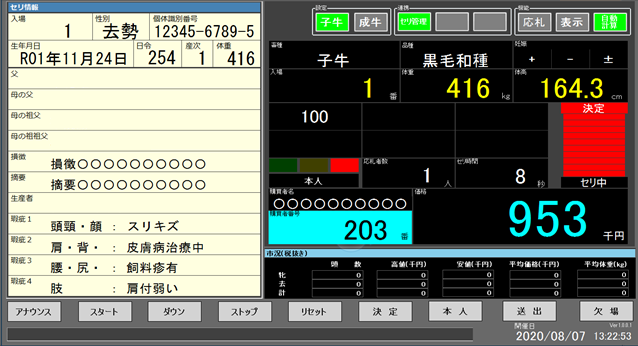 セリ情報
入場 性別 個体識別番号
1 去勢 12345-6789-5
生年月日 日令 産次 体重
R01年11月24日 254 1 416
父
母の父
母の祖父
母の祖祖父
損徴
損徴○○○○○○○○○○
摘要
摘要○○○○○○○○○○
生産者
瑕疵1
頭頸・顔 : スリキズ
瑕疵2
肩・背・ : 皮膚病治療中
瑕疵3
腰・尻・ : 飼料疹有
瑕疵4
肢 : 肩付弱い
設定 連携 機能
子牛 成牛 セリ管理 応札 表示 自動計算
畜種 品種 妊娠
子牛 黒毛和種 + - ±
入場 体重 体高
1 番 416 kg 164.3 cm
100 決定
応札者数 セリ時間
本人 1 人 8 秒 セリ中
購買者名 価格
○○○○○○○○○○
購買者番号
203 番 953 千円
市況(税抜き)
頭 数 高値(千円) 安値(千円) 平均価格(千円) 平均体重(kg)
牝 0 0 0 0 0
去 0 0 0 0 0
計 0 0 0 0 0
アナウンス スタート ダウン ストップ リセット 決 定 本 人 送 出 欠 場
開催日 Ver1.0.0.1
2020/08/07 13:22:53